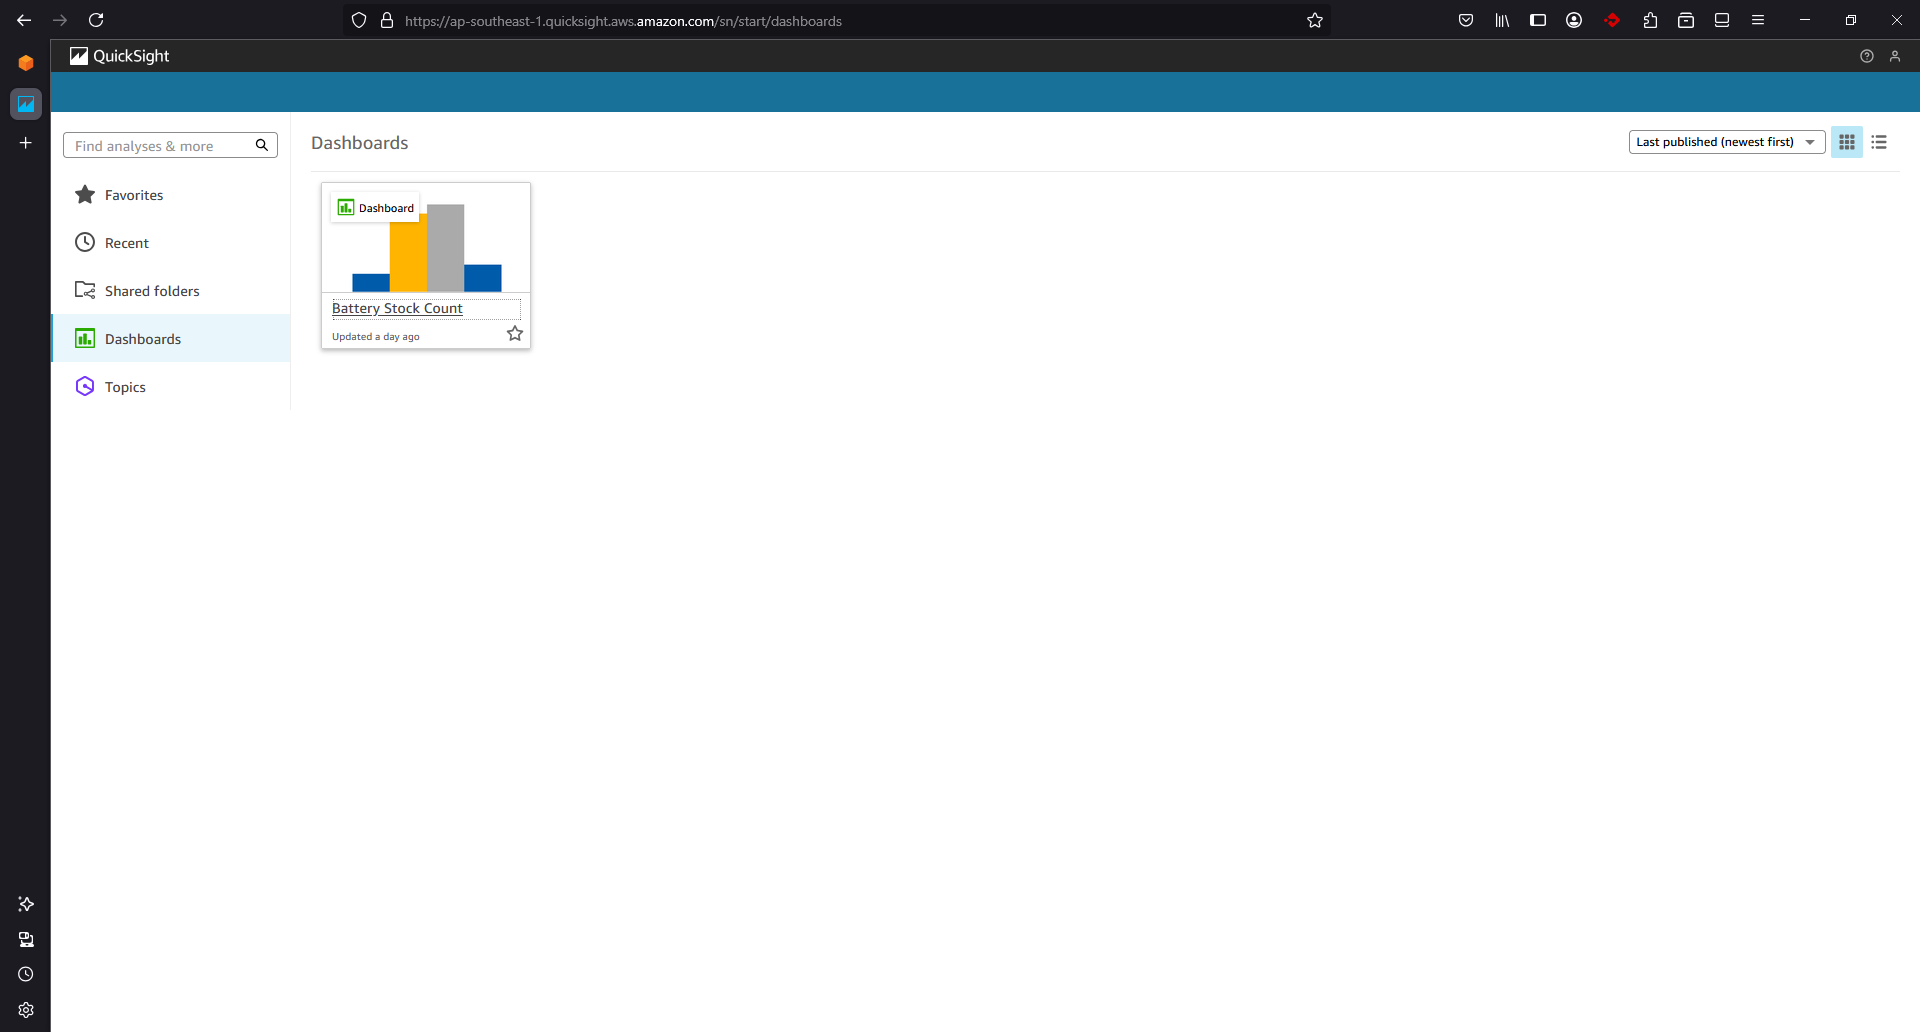 https://ap-southeast-1.quicksight.aws.amazon.com/sn/start/dashboards
QuickSight
Find analyses & more
Favorites
Recent
Shared folders
Dashboards
Topics
Dashboards
Last published (newest first)
Dashboard
Battery Stock Count
Updated a day ago